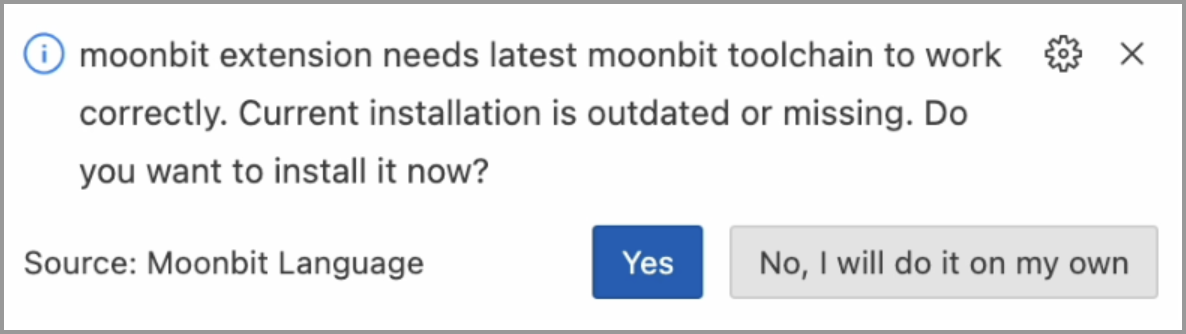 moonbit extension needs latest moonbit toolchain to work
correctly. Current installation is outdated or missing. Do
you want to install it now?
Source: Moonbit Language
Yes
No, I will do it on my own